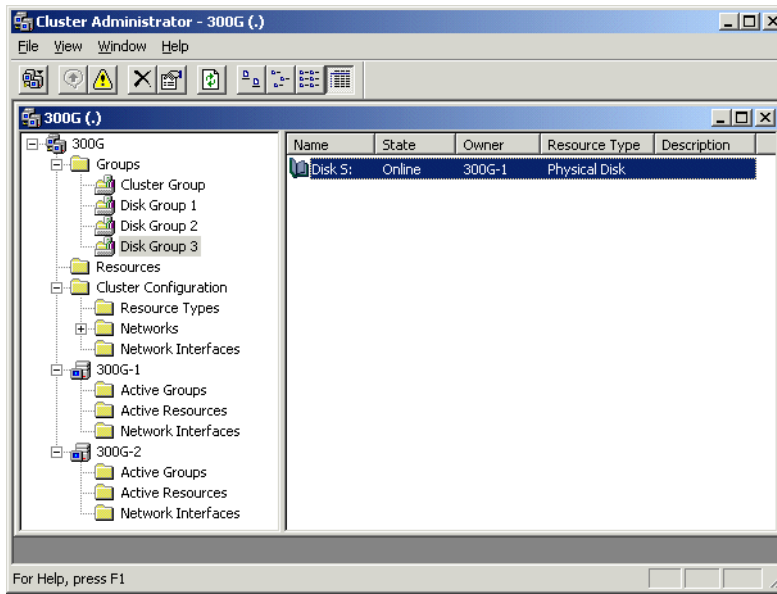 Cluster Administrator - 300G (.)
File View Window Help
300G (.)
300G
Groups
Cluster Group
Disk Group 1
Disk Group 2
Disk Group 3
Resources
Cluster Configuration
Resource Types
Networks
Network Interfaces
300G-1
Active Groups
Active Resources
Network Interfaces
300G-2
Active Groups
Active Resources
Network Interfaces
Name State Owner Resource Type Description
Disk S: Online 300G-1 Physical Disk
For Help, press F1